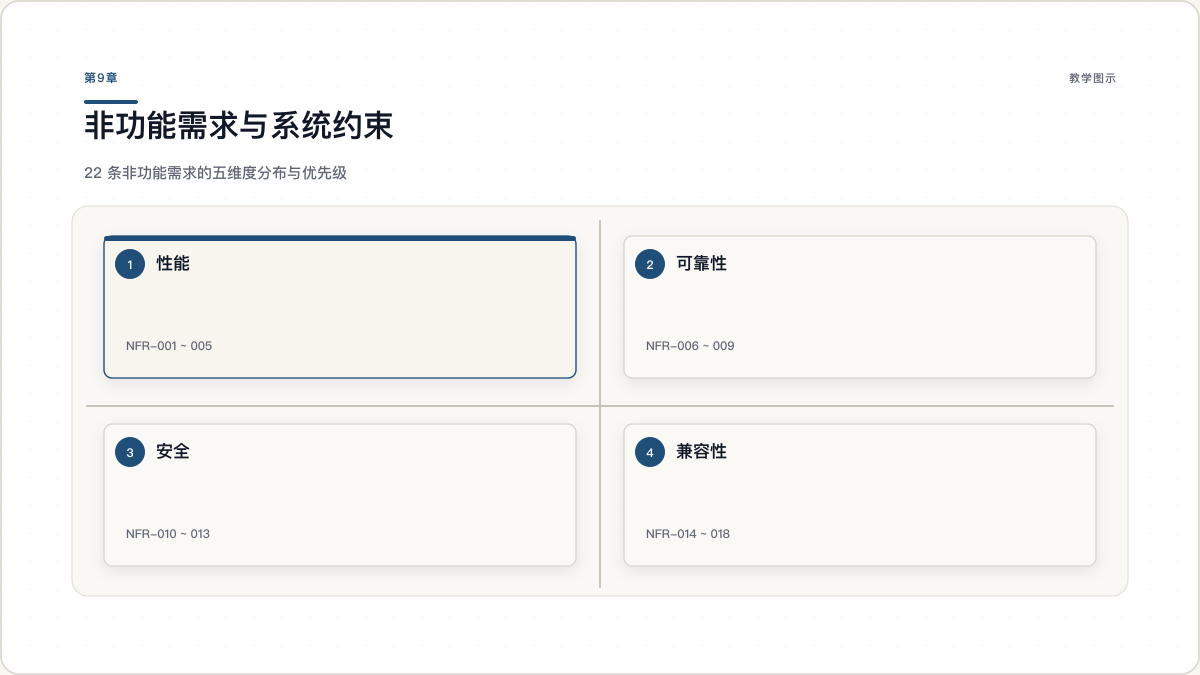 第9章
教学图示
非功能需求与系统约束
22 条非功能需求的五维度分布与优先级
1 性能
NFR–001 ~ 005
2 可靠性
NFR–006 ~ 009
3 安全
NFR–010 ~ 013
4 兼容性
NFR–014 ~ 018